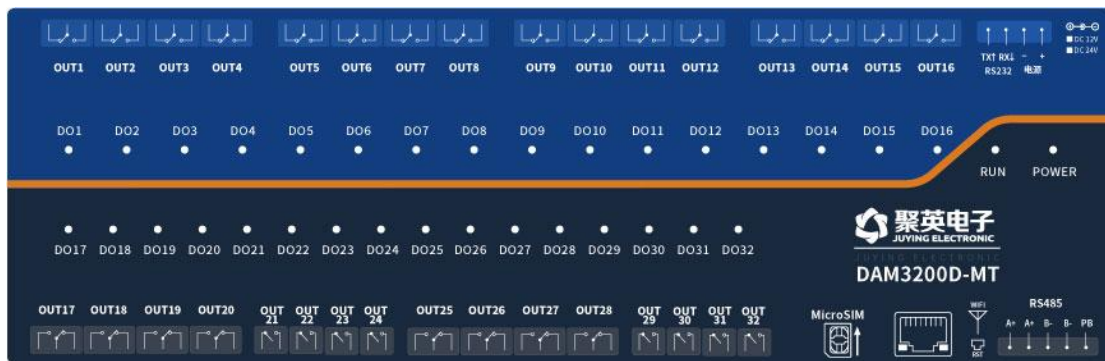 OUT1 OUT2 OUT3 OUT4 OUT5 OUT6 OUT7 OUT8 OUT9 OUT10 OUT11 OUT12 OUT13 OUT14 OUT15 OUT16
DC 12V
DC 24V
TX↑ RX↓ - +
RS232 电源
DO1 DO2 DO3 DO4 DO5 DO6 DO7 DO8 DO9 DO10 DO11 DO12 DO13 DO14 DO15 DO16
RUN POWER
DO17 DO18 DO19 DO20 DO21 DO22 DO23 DO24 DO25 DO26 DO27 DO28 DO29 DO30 DO31 DO32
聚英电子
JUYING ELECTRONIC
JUYING ELECTRONIC
DAM3200D-MT
OUT17 OUT18 OUT19 OUT20 OUT 21 OUT 22 OUT 23 OUT 24 OUT25 OUT26 OUT27 OUT28 OUT 29 OUT 30 OUT 31 OUT 32
MicroSIM
WIFI
RST
RS485
A+ A+ B- B- PB